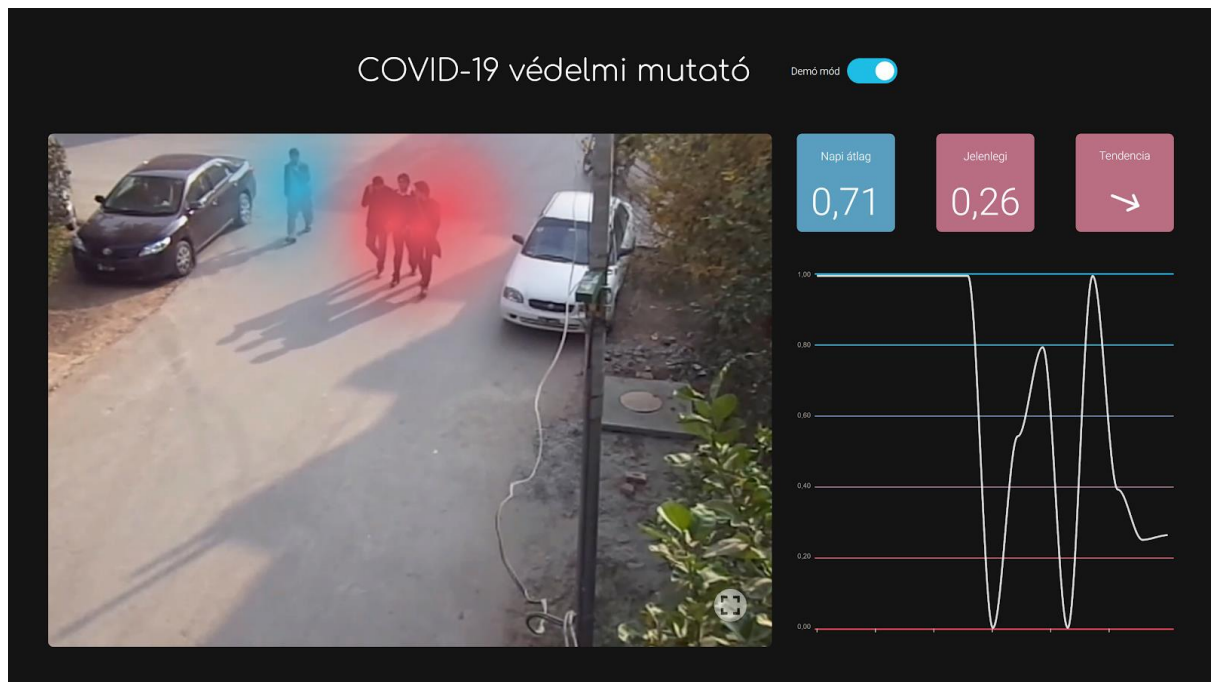 COVID-19 védelmi mutató
Demó mód
Napi átlag
0,71
Jelenlegi
0,26
Tendencia
1,00
0,80
0,60
0,40
0,20
0,00